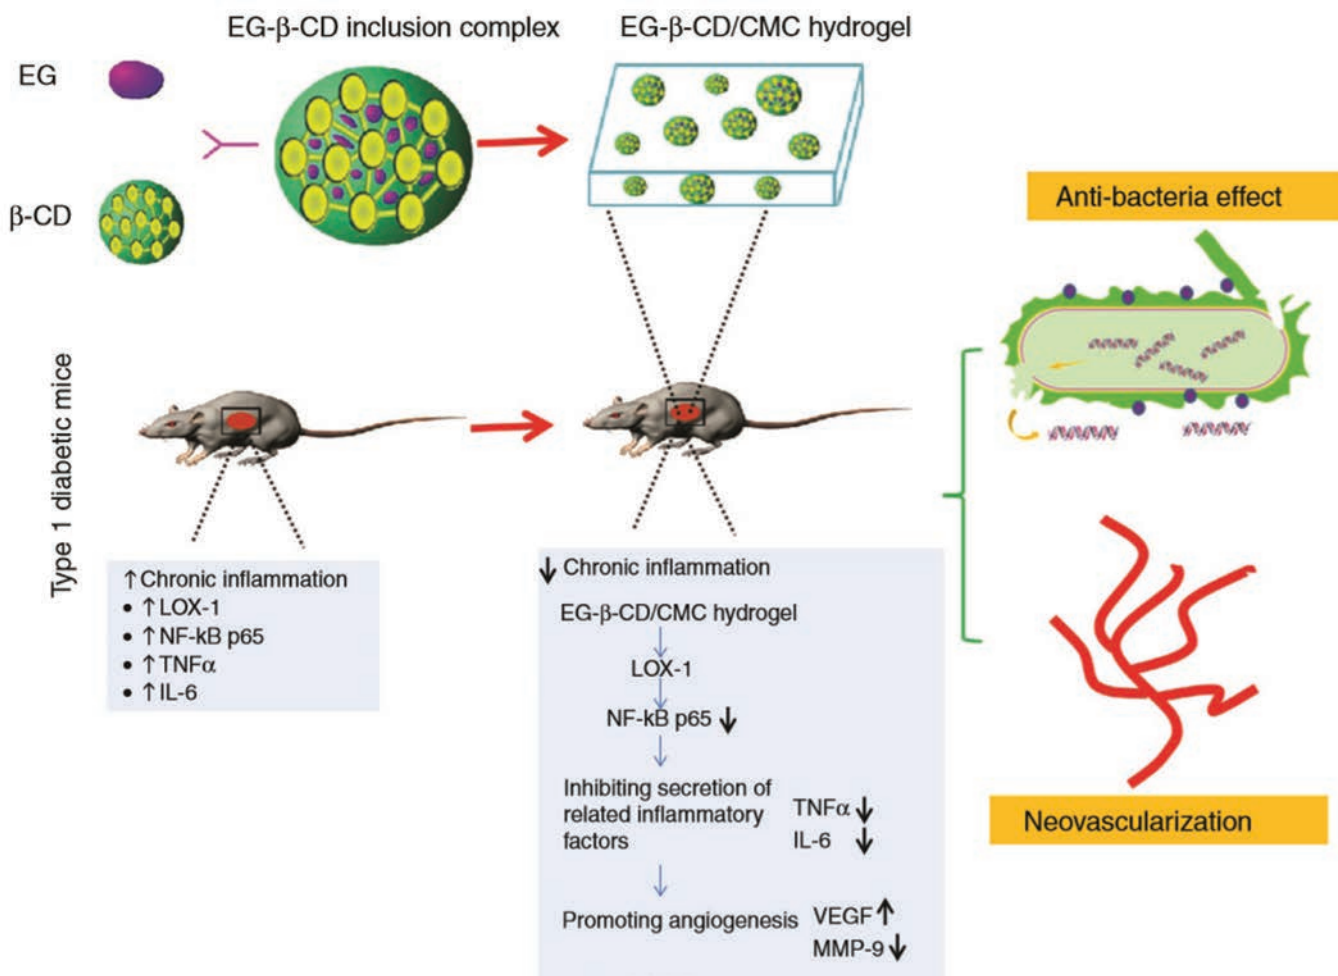 EG-β-CD inclusion complex
EG-β-CD/CMC hydrogel
EG
β-CD
Anti-bacteria effect
Type 1 diabetic mice
↑Chronic inflammation
• ↑LOX-1
• ↑NF-kB p65
• ↑TNFα
• ↑IL-6
↓ Chronic inflammation
EG-β-CD/CMC hydrogel
LOX-1
NF-kB p65 ↓
Inhibiting secretion of
related inflammatory
factors
TNFα ↓
IL-6 ↓
Promoting angiogenesis
VEGF ↑
MMP-9 ↓
Neovascularization